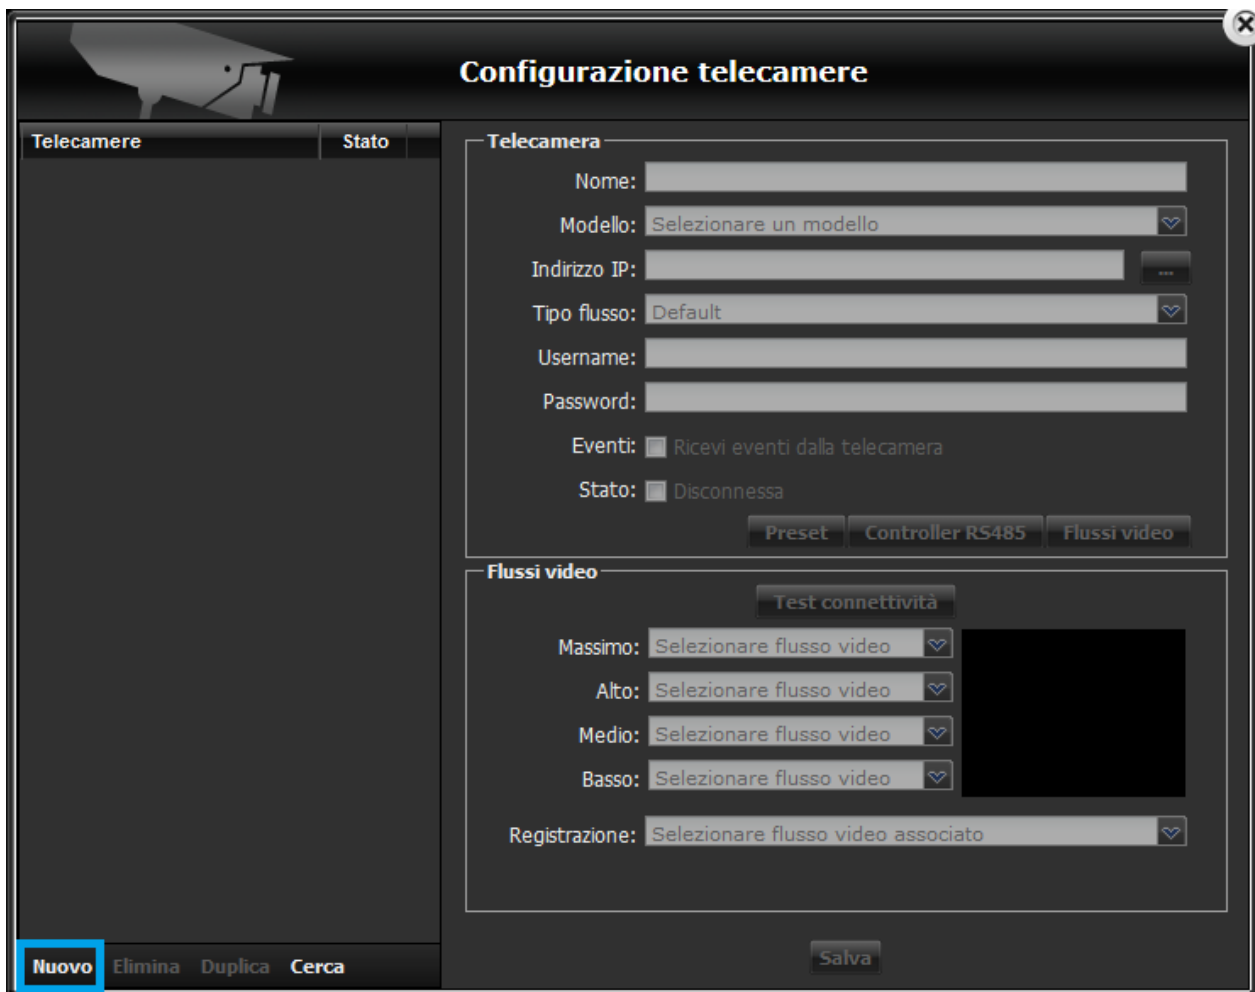 Configurazione telecamere
Telecamere Stato
Telecamera
Nome:
Modello: Selezionare un modello
Indirizzo IP: ...
Tipo flusso: Default
Username:
Password:
Eventi: Ricevi eventi dalla telecamera
Stato: Disconnessa
Preset Controller RS485 Flussi video
Flussi video
Test connettività
Massimo: Selezionare flusso video
Alto: Selezionare flusso video
Medio: Selezionare flusso video
Basso: Selezionare flusso video
Registrazione: Selezionare flusso video associato
Nuovo Elimina Duplica Cerca
Salva